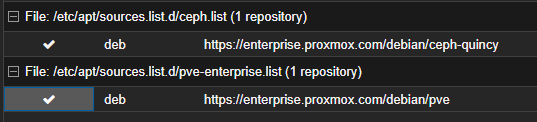 File: /etc/apt/sources.list.d/ceph.list (1 repository)
deb https://enterprise.proxmox.com/debian/ceph-quincy
File: /etc/apt/sources.list.d/pve-enterprise.list (1 repository)
deb https://enterprise.proxmox.com/debian/pve